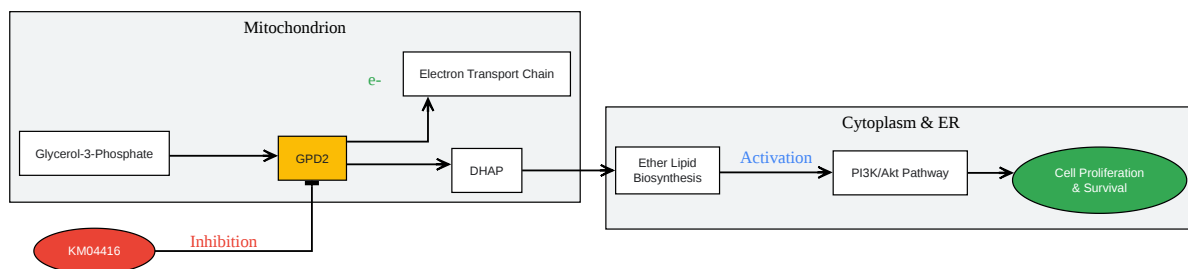 Mitochondrion
e-
Electron Transport Chain
Glycerol-3-Phosphate
GPD2
DHAP
KM04416
Inhibition
Cytoplasm & ER
Ether Lipid
Biosynthesis
Activation
PI3K/Akt Pathway
Cell Proliferation
& Survival